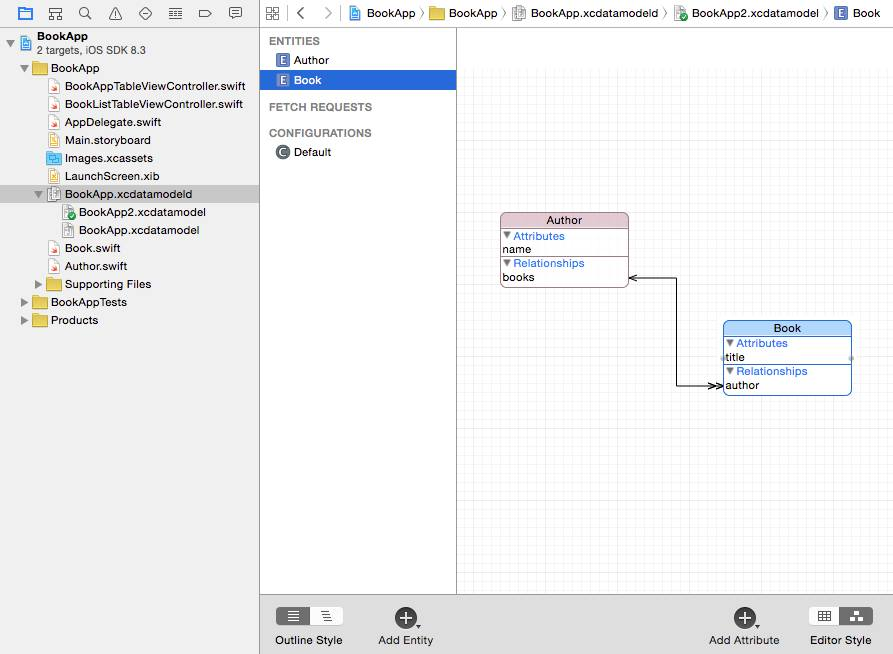 BookApp
2 targets, iOS SDK 8.3
BookApp
BookAppTableViewController.swift
BookListTableViewController.swift
AppDelegate.swift
Main.storyboard
Images.xcassets
LaunchScreen.xib
BookApp.xcdatamodeld
BookApp2.xcdatamodel
BookApp.xcdatamodel
Book.swift
Author.swift
Supporting Files
BookAppTests
Products
BookApp BookApp BookApp.xcdatamodeld BookApp2.xcdatamodel E Book
ENTITIES
E Author
E Book
FETCH REQUESTS
CONFIGURATIONS
C Default
Author
Attributes
name
Relationships
books
Book
Attributes
title
Relationships
author
Outline Style Add Entity Add Attribute Editor Style